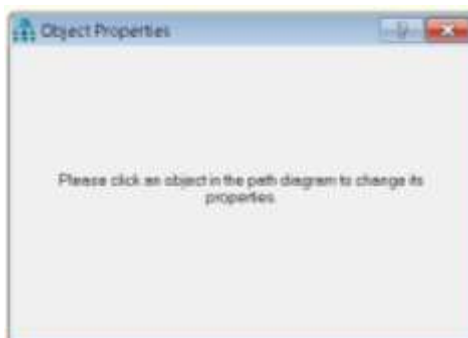 Object Properties
Please click an object in the path diagram to change its
properties.